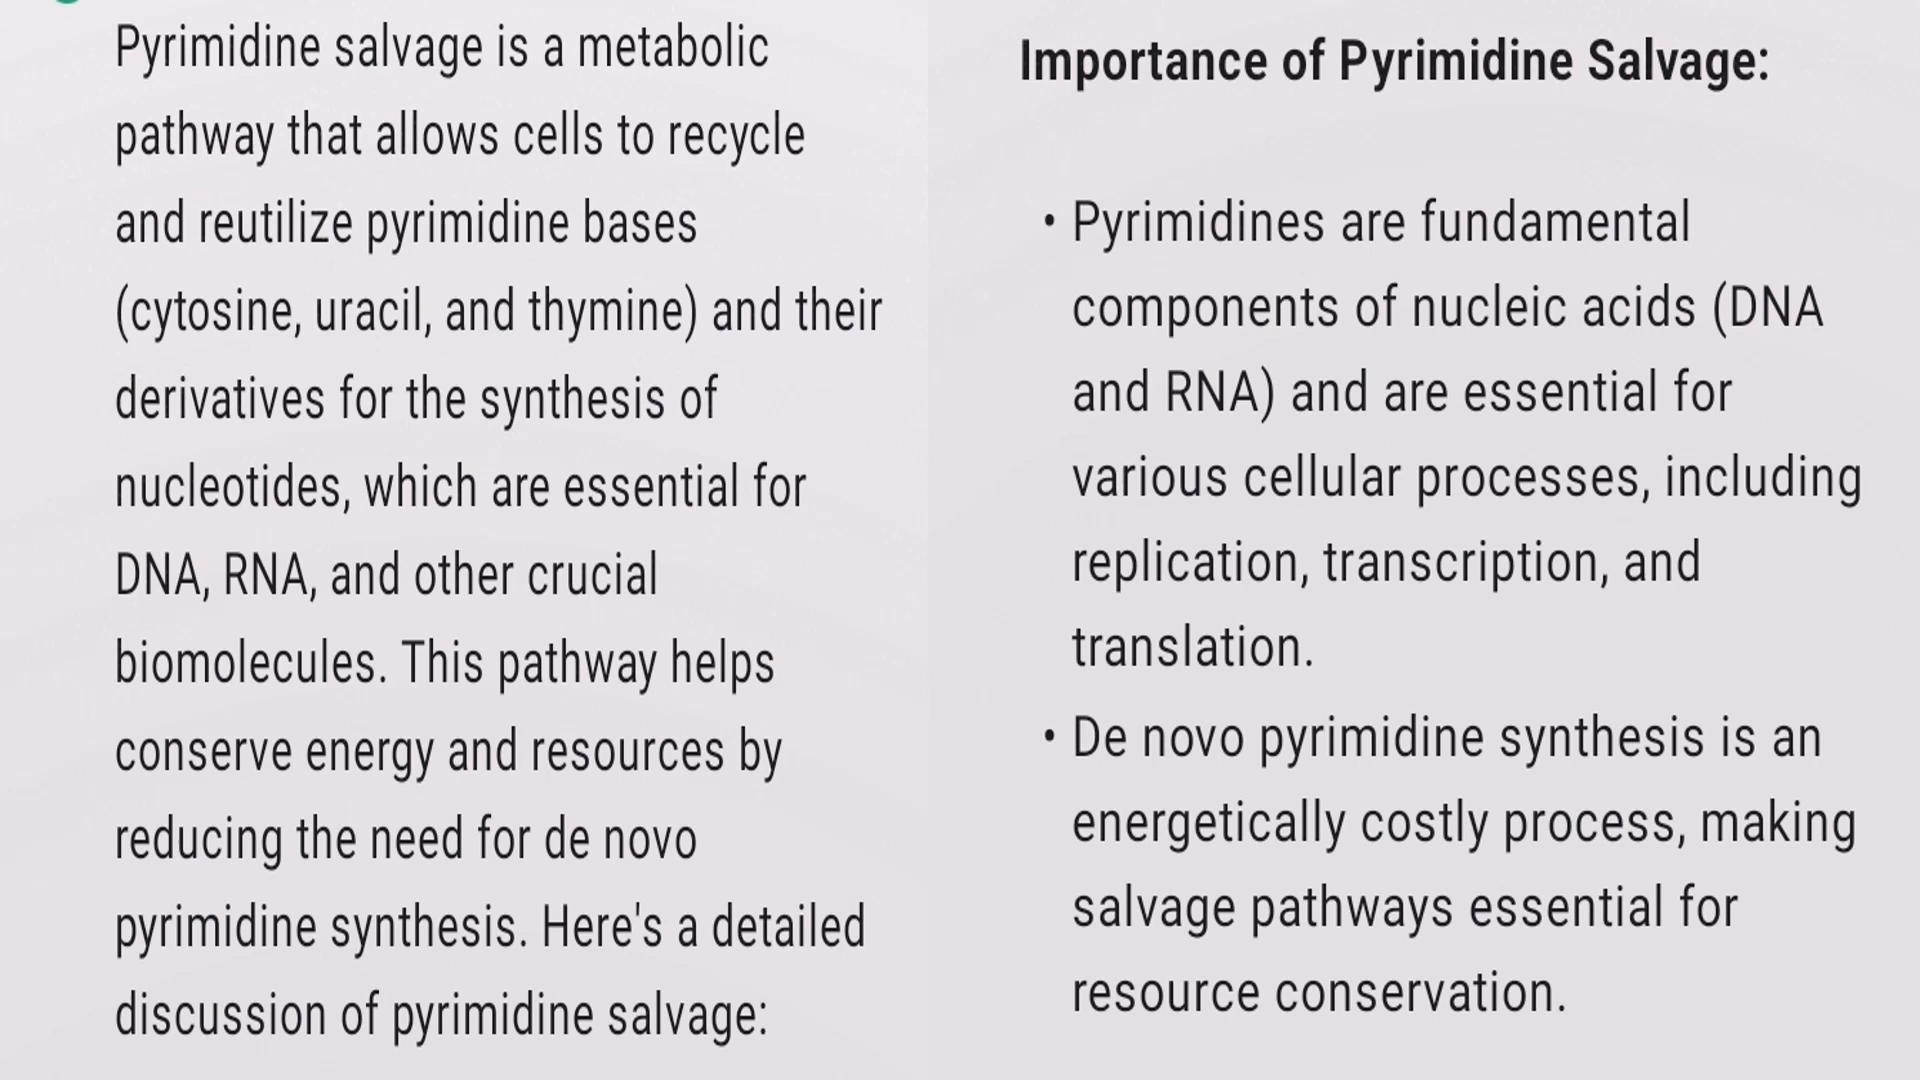 Pyrimidine salvage is a metabolic
pathway that allows cells to recycle
and reutilize pyrimidine bases
(cytosine, uracil, and thymine) and their
derivatives for the synthesis of
nucleotides, which are essential for
DNA, RNA, and other crucial
biomolecules. This pathway helps
conserve energy and resources by
reducing the need for de novo
pyrimidine synthesis. Here's a detailed
discussion of pyrimidine salvage:
Importance of Pyrimidine Salvage:
• Pyrimidines are fundamental
components of nucleic acids (DNA
and RNA) and are essential for
various cellular processes, including
replication, transcription, and
translation.
• De novo pyrimidine synthesis is an
energetically costly process, making
salvage pathways essential for
resource conservation.